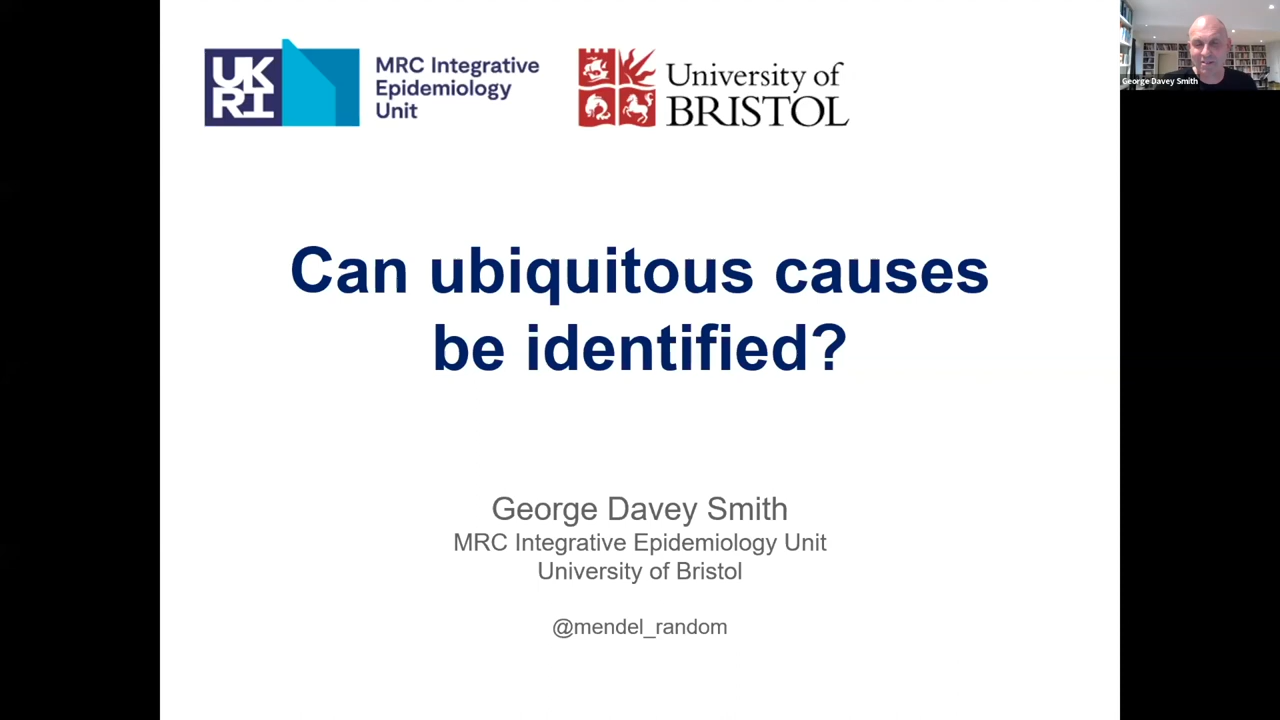 UK
RI
MRC Integrative
Epidemiology
Unit
University of
BRISTOL
George Davey Smith
Can ubiquitous causes
be identified?
George Davey Smith
MRC Integrative Epidemiology Unit
University of Bristol
@mendel_random